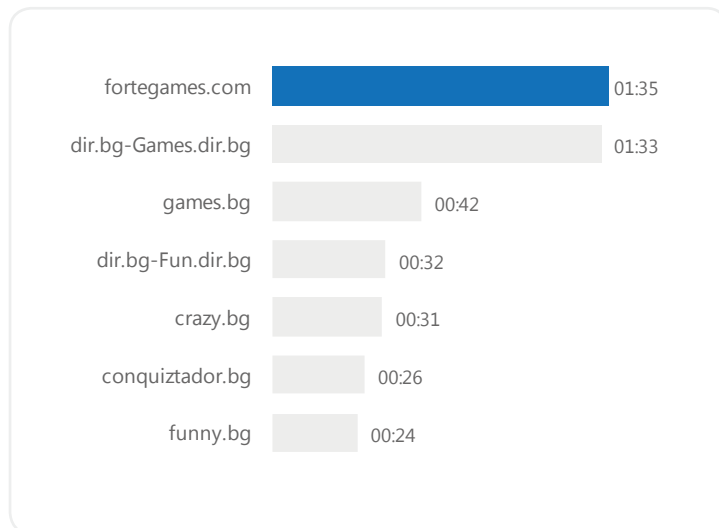 fortegames.com 01:35
dir.bg-Games.dir.bg 01:33
games.bg 00:42
dir.bg-Fun.dir.bg 00:32
crazy.bg 00:31
conquiztador.bg 00:26
funny.bg 00:24